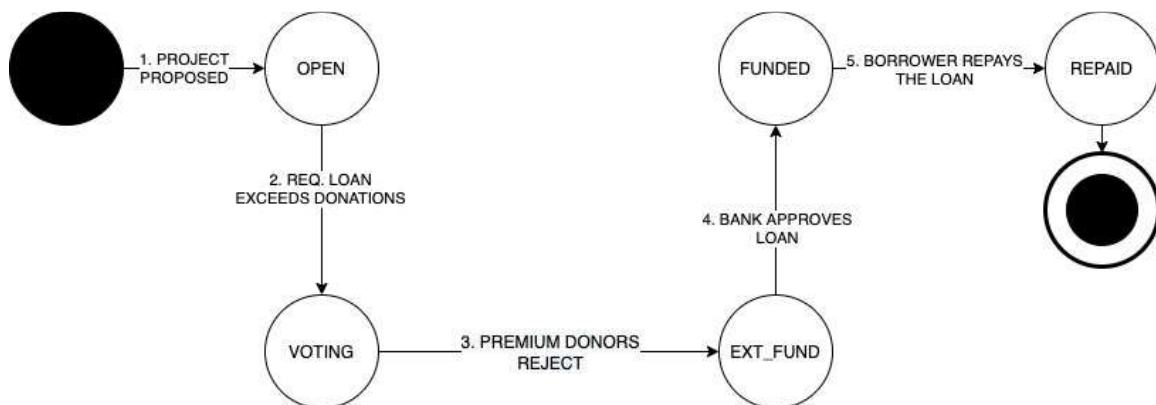 1. PROJECT
PROPOSED
OPEN
FUNDED
5. BORROWER REPAYS
THE LOAN
REPAID
2. REQ. LOAN
EXCEEDS DONATIONS
4. BANK APPROVES
LOAN
VOTING
3. PREMIUM DONORS
REJECT
EXT_FUND